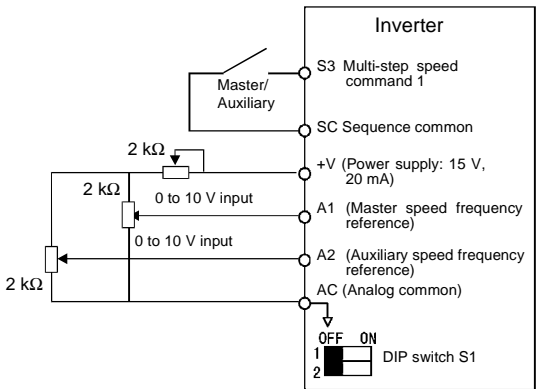 Inverter
S3 Multi-step speed
command 1
Master/
Auxiliary
SC Sequence common
2 kΩ
+V (Power supply: 15 V,
20 mA)
2 kΩ
0 to 10 V input
A1 (Master speed frequency
reference)
0 to 10 V input
A2 (Auxiliary speed frequency
reference)
2 kΩ
AC (Analog common)
OFF ON
1
2
DIP switch S1